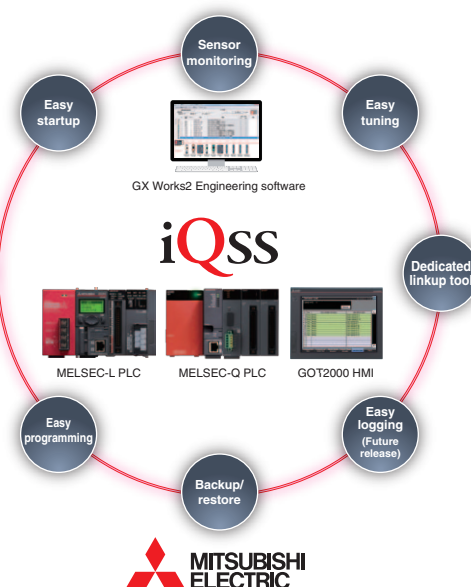 Sensor
monitoring
Easy
startup
Easy
tuning
GX Works2 Engineering software
iQss
Dedicated
linkup tool
MELSEC-L PLC
MELSEC-Q PLC
GOT2000 HMI
Easy
programming
Easy
logging
(Future
release)
Backup/
restore
MITSUBISHI
ELECTRIC